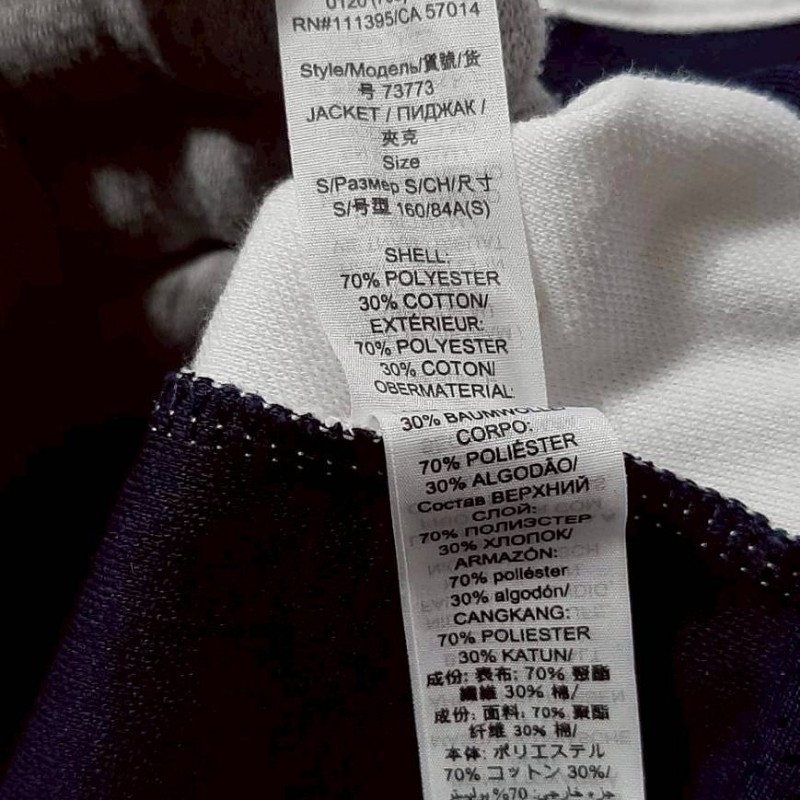 RN#111395/CA 57014
Style/Модель/貨號/货
号 73773
JACKET / ПИДЖАК /
夾克
Size
S/Размер S/CH/尺寸
S/号型 160/84A(S)
SHELL:
70% POLYESTER
30% COTTON/
EXTÉRIEUR:
70% POLYESTER
30% COTON/
OBERMATERIAL:
30% BAUMWOLLE
CORPO:
70% POLIÉSTER
30% ALGODÃO/
Состав ВЕРХНИЙ
СЛОЙ:
70% ПОЛИЭСТЕР
30% ХЛОПОК/
ARMAZÓN:
70% poliéster
30% algodón/
CANGKANG:
70% POLIESTER
30% KATUN/
成份: 表布: 70% 聚酯
纖維 30% 棉/
成份: 面料: 70% 聚酯
纤维 30% 棉/
本体: ポリエステル
70% コットン 30%/